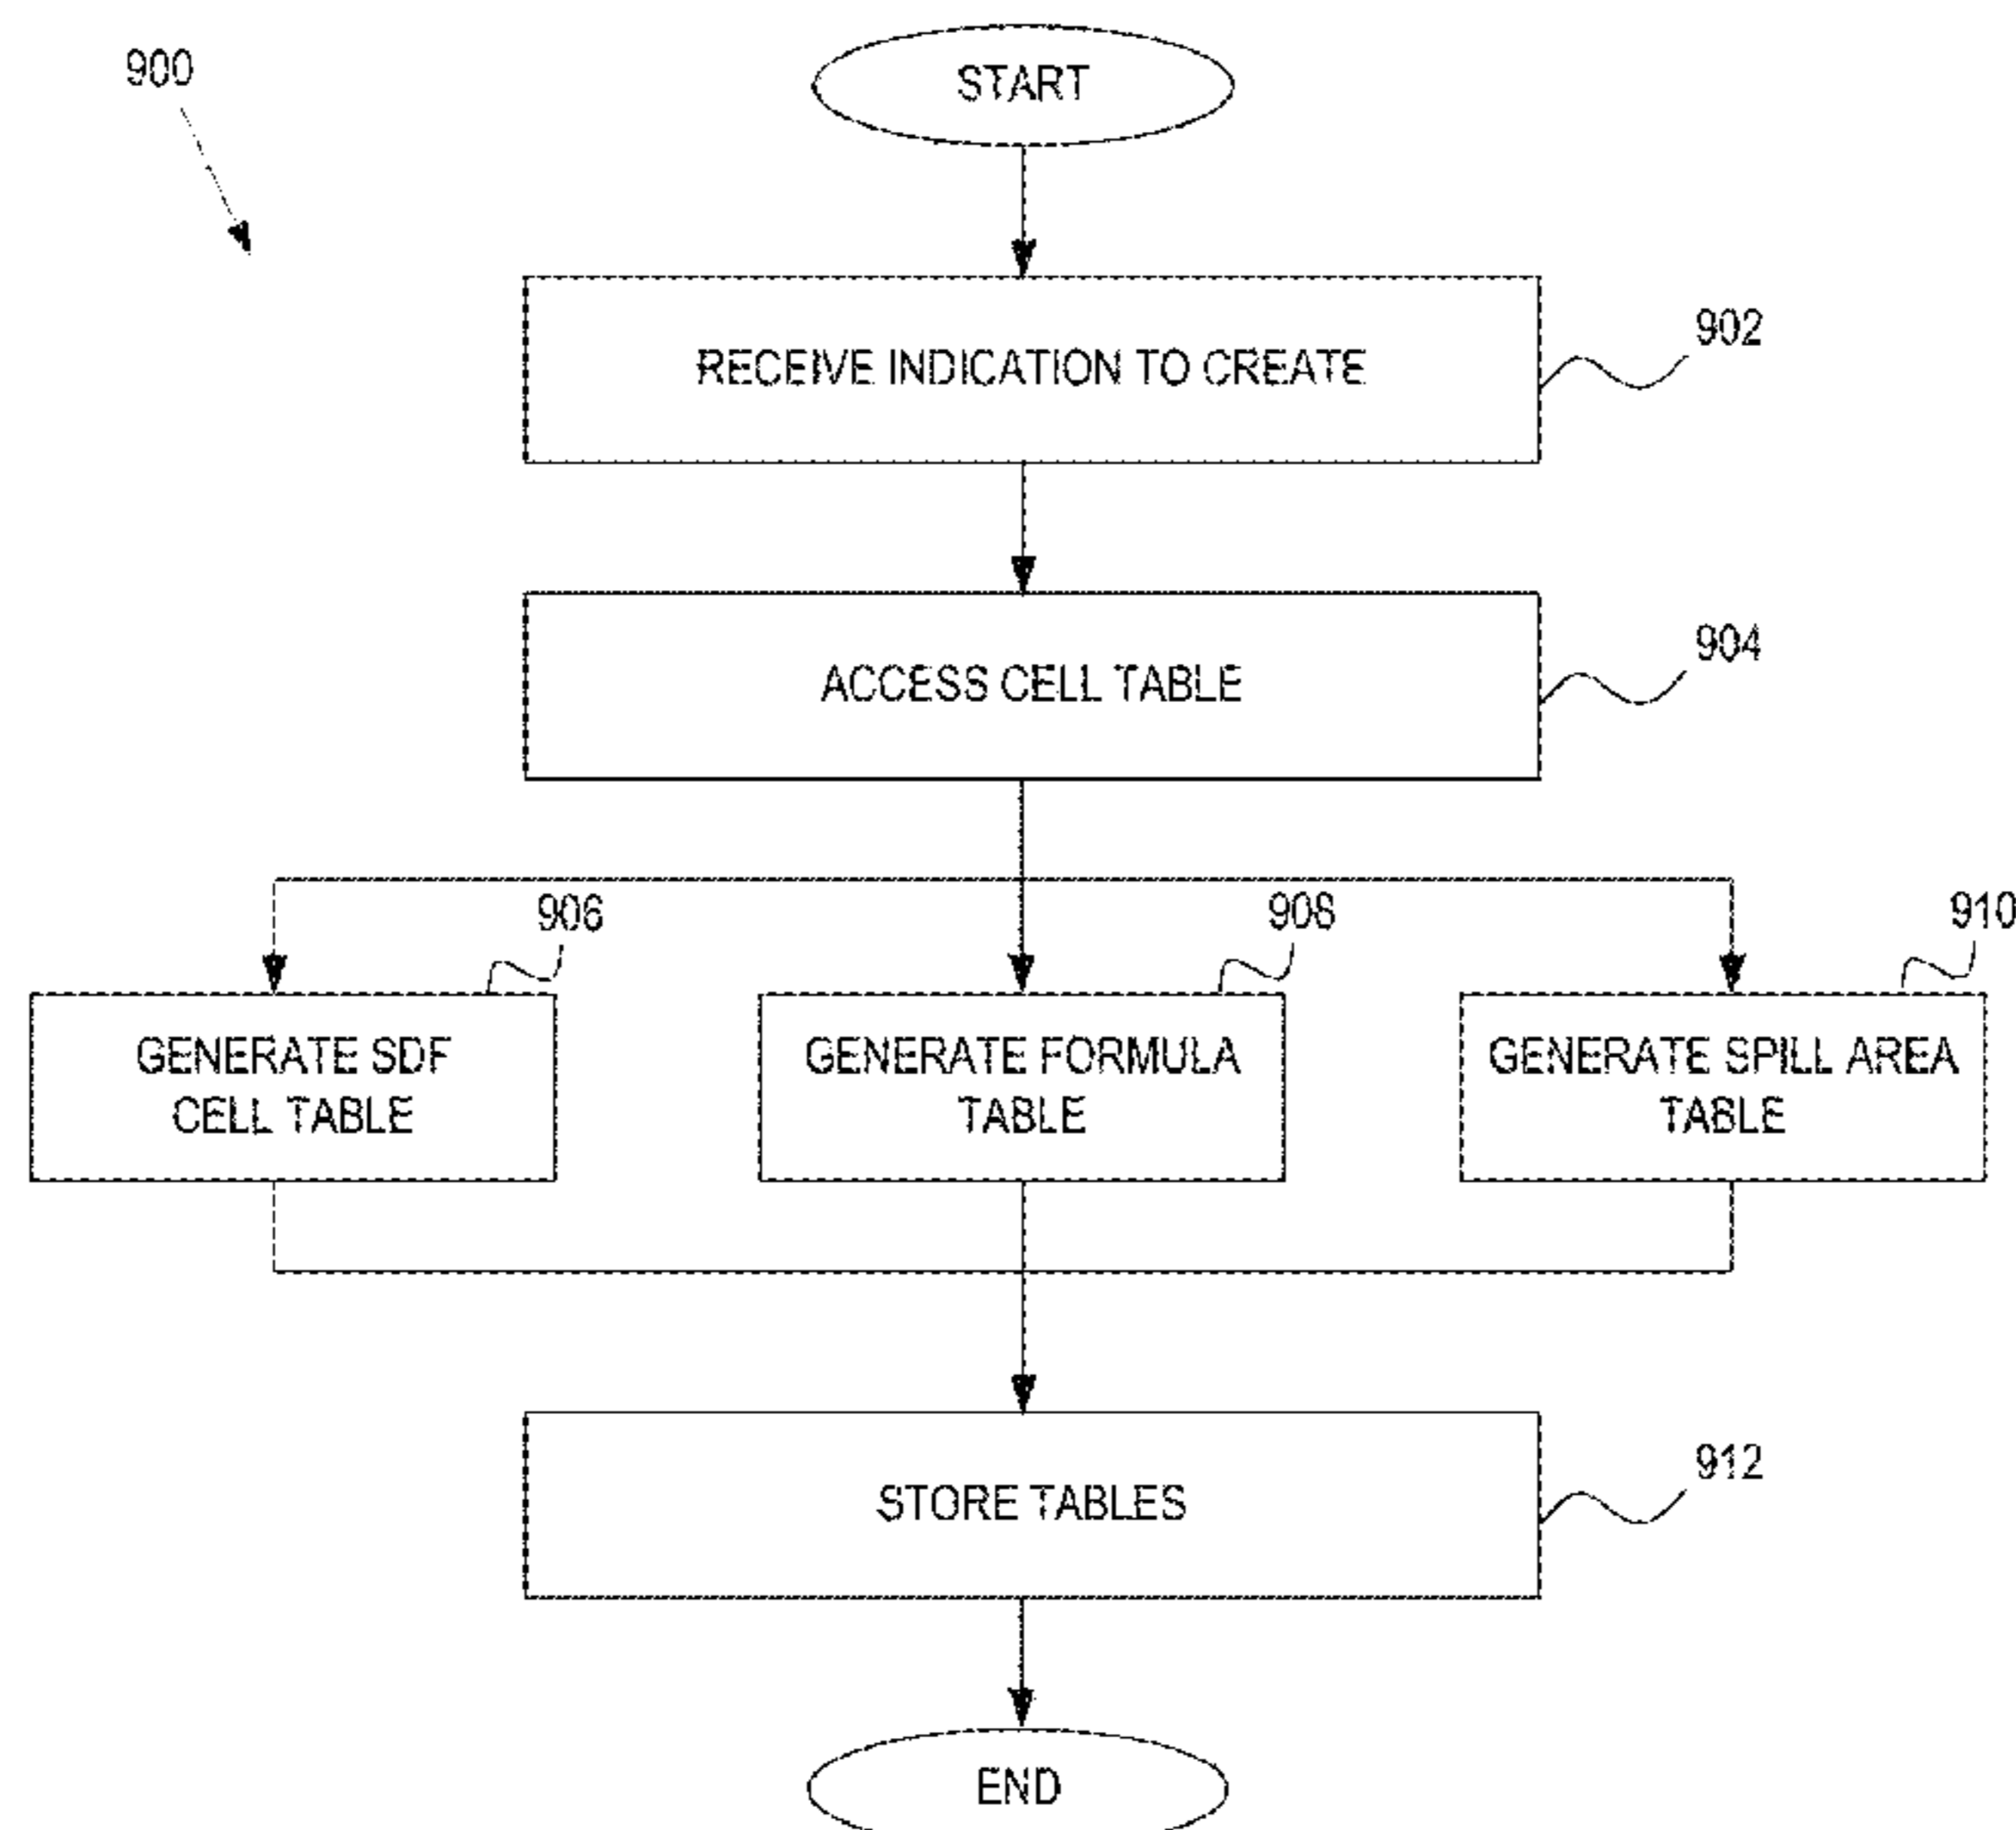 900
START
RECEIVE INDICATION TO CREATE
902
ACCESS CELL TABLE
904
906
908
910
GENERATE SDF
CELL TABLE
GENERATE FORMULA
TABLE
GENERATE SPILL AREA
TABLE
STORE TABLES
912
END